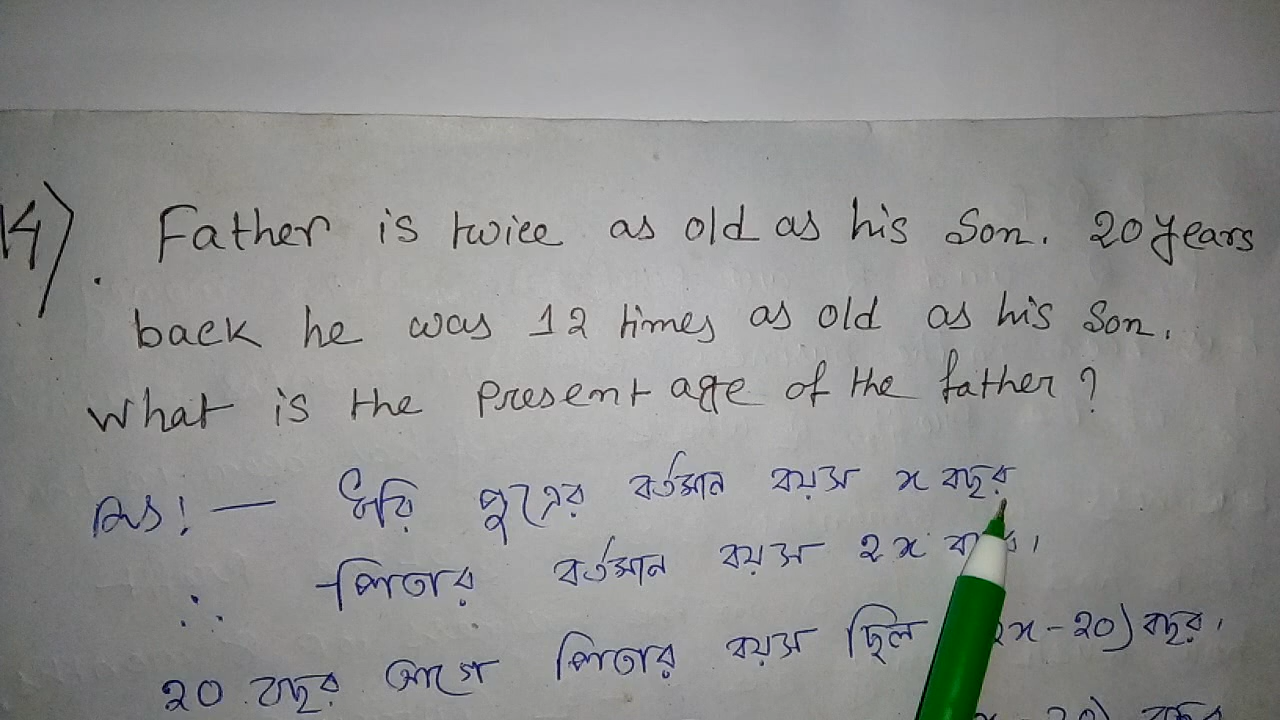 14). Father is twice as old as his Son. 20 years
back he was 12 times as old as his Son.
What is the present age of the father?
Ans:- ধরি পুত্রের বর্তমান বয়স x বছর
∴ পিতার বর্তমান বয়স 2x
20 বছর আগে পিতার বয়স ছিল 2x-20) বছর।